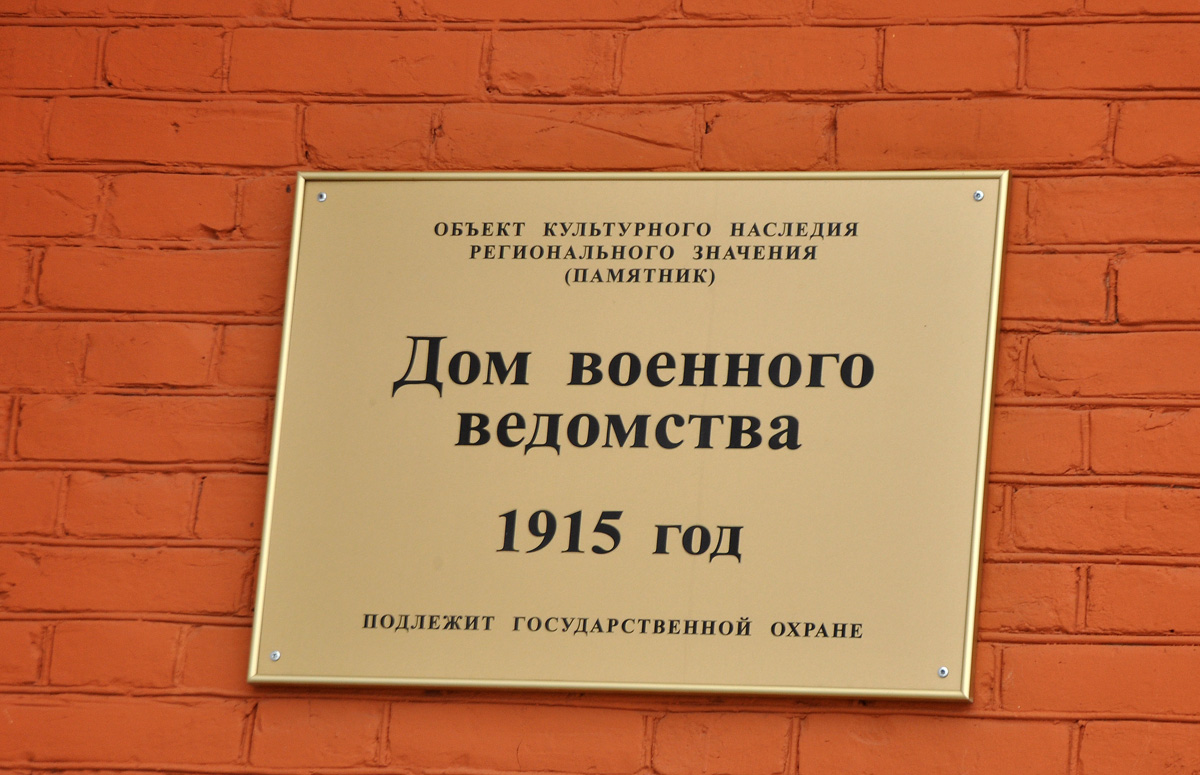 ОБЪЕКТ КУЛЬТУРНОГО НАСЛЕДИЯ
РЕГИОНАЛЬНОГО ЗНАЧЕНИЯ
(ПАМЯТНИК)
Дом военного
ведомства
1915 год
ПОДЛЕЖИТ ГОСУДАРСТВЕННОЙ ОХРАНЕ